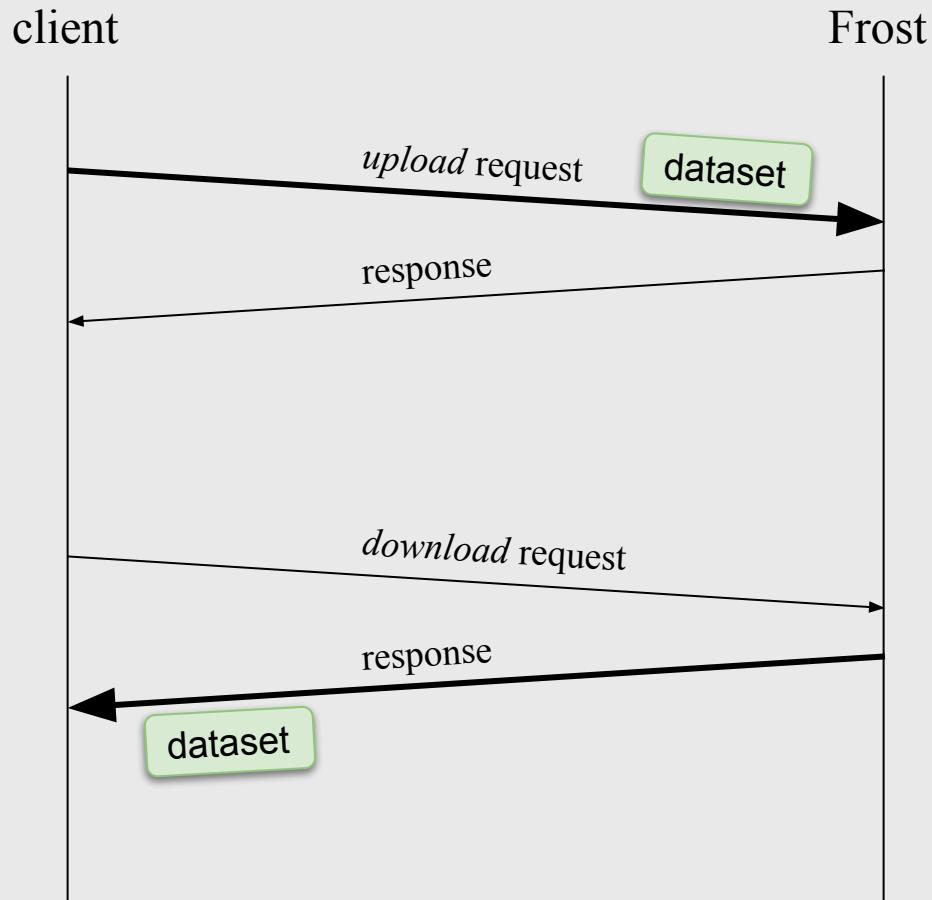 client
Frost
upload request
dataset
response
download request
response
dataset